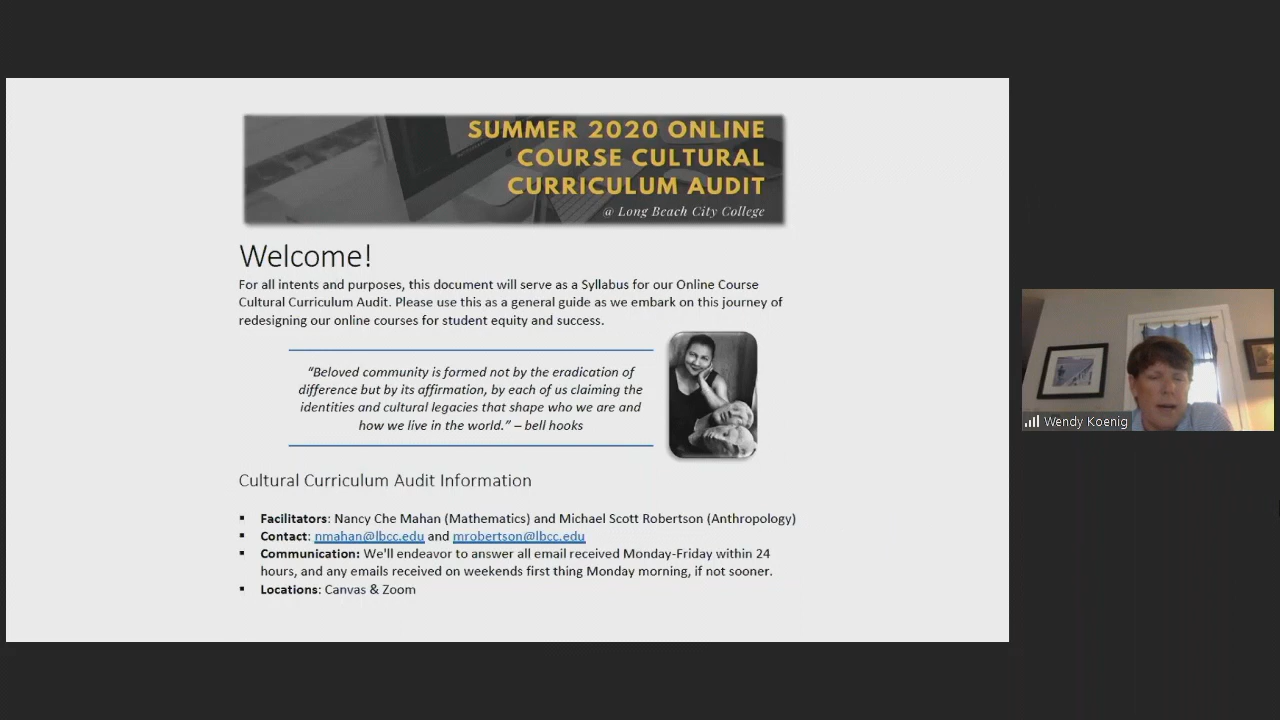 SUMMER 2020 ONLINE
COURSE CULTURAL
CURRICULUM AUDIT
@ Long Beach City College
Welcome!
For all intents and purposes, this document will serve as a Syllabus for our Online Course
Cultural Curriculum Audit. Please use this as a general guide as we embark on this journey of
redesigning our online courses for student equity and success.
“Beloved community is formed not by the eradication of
difference but by its affirmation, by each of us claiming the
identities and cultural legacies that shape who we are and
how we live in the world.” – bell hooks
Cultural Curriculum Audit Information
▪ Facilitators: Nancy Che Mahan (Mathematics) and Michael Scott Robertson (Anthropology)
▪ Contact: nmahan@lbcc.edu and mrobertson@lbcc.edu
▪ Communication: We'll endeavor to answer all email received Monday-Friday within 24
hours, and any emails received on weekends first thing Monday morning, if not sooner.
▪ Locations: Canvas & Zoom
Wendy Koenig